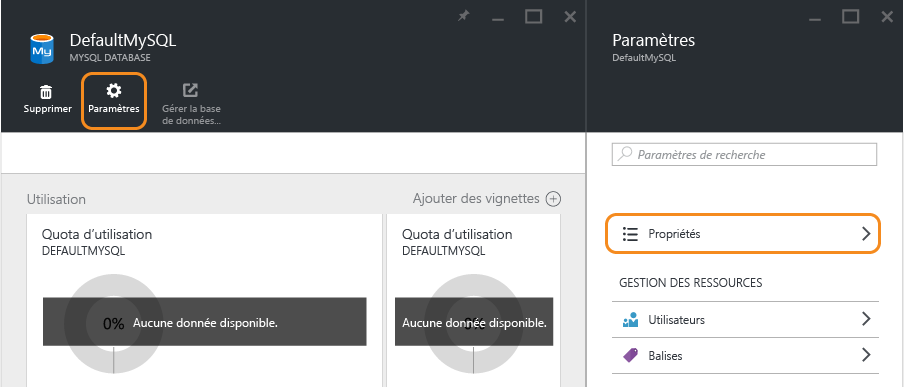 DefaultMySQL
MYSQL DATABASE
My
Supprimer
Paramètres
Gérer la base
de données...
Utilisation
Ajouter des vignettes
Quota d'utilisation
DEFAULTMYSQL
0%
Aucune donnée disponible.
Quota d'utilisation
DEFAULTMYSQL
0%
Aucune donnée disponible.
Paramètres
DefaultMySQL
Paramètres de recherche
Propriétés
GESTION DES RESSOURCES
Utilisateurs
Balises